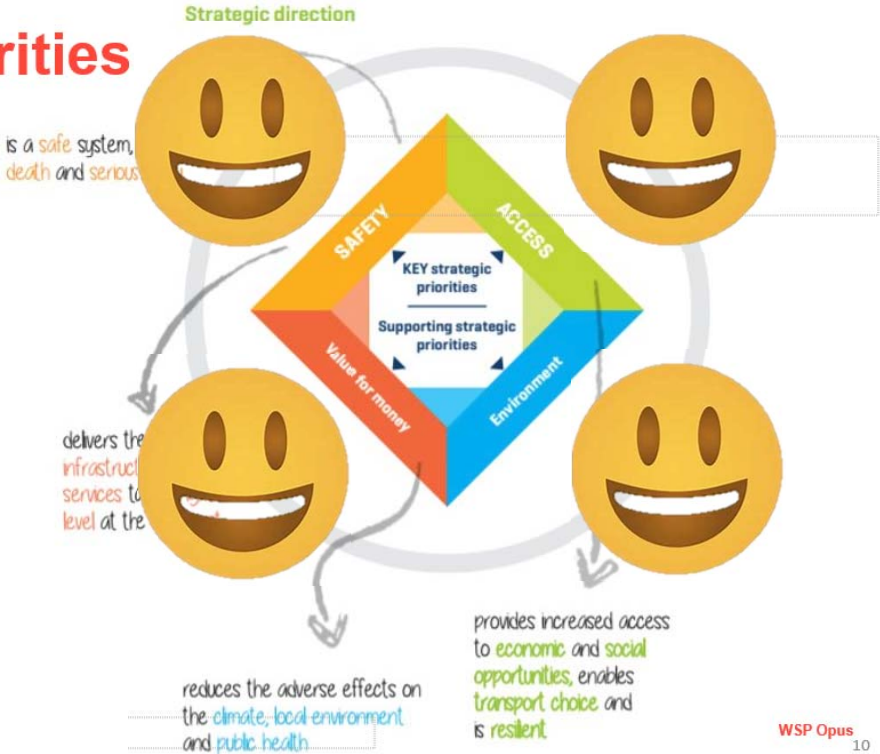 Strategic direction
rities
is a safe system,
death and serious
SAFETY
ACCESS
KEY strategic
priorities
Supporting strategic
priorities
Value for money
Environment
delivers the
infrastruct
services to
level at the
provides increased access
to economic and social
opportunities, enables
transport choice and
is resilient
reduces the adverse effects on
the climate, local environment
and public health
WSP Opus
10